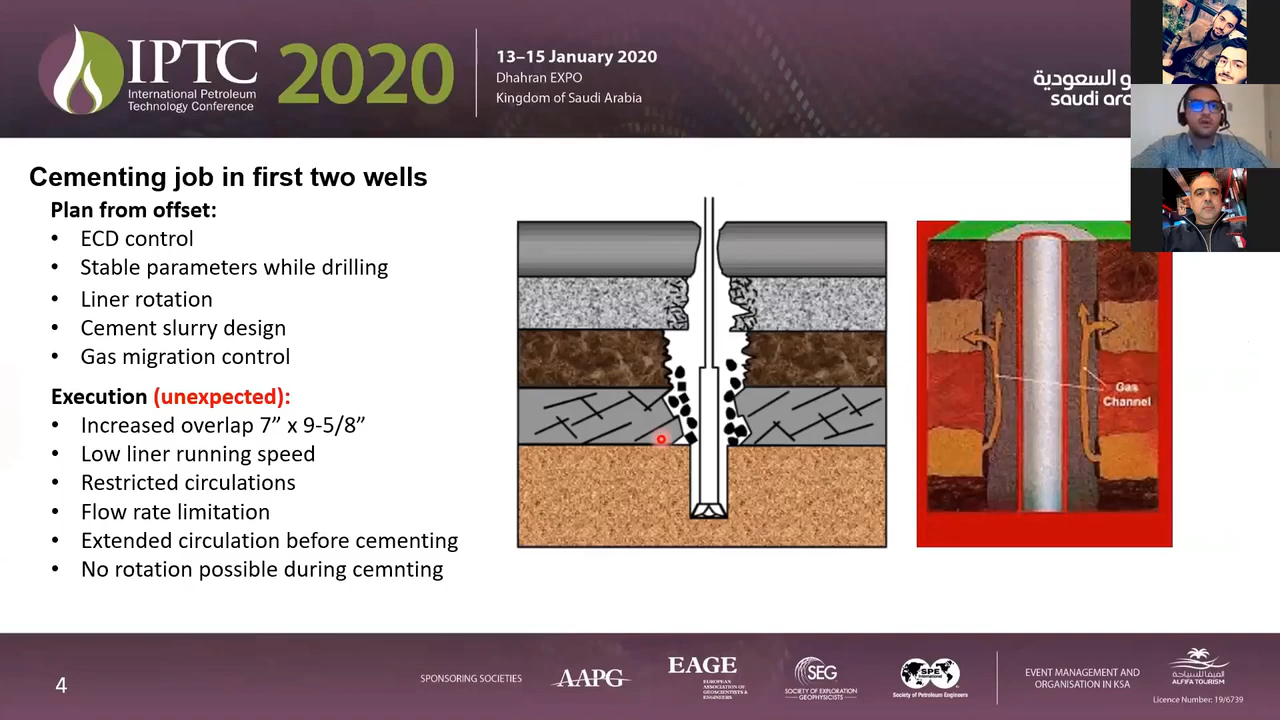 IPTC
International Petroleum
Technology Conference
2020
13–15 January 2020
Dhahran EXPO
Kingdom of Saudi Arabia
و السعودية
saudi ara
Cementing job in first two wells
Plan from offset:
• ECD control
• Stable parameters while drilling
• Liner rotation
• Cement slurry design
• Gas migration control
Execution (unexpected):
• Increased overlap 7” x 9-5/8”
• Low liner running speed
• Restricted circulations
• Flow rate limitation
• Extended circulation before cementing
• No rotation possible during cemnting
Gas
Channel
4
SPONSORING SOCIETIES
AAPG
EAGE
EUROPEAN
ASSOCIATION OF
GEOSCIENTISTS &
ENGINEERS
SEG
SOCIETY OF EXPLORATION
GEOPHYSICISTS
SPE
International
Society of Petroleum Engineers
EVENT MANAGEMENT AND
ORGANISATION IN KSA
الفيفا للسياحة
ALFIFA TOURISM
Licence Number: 19/6739